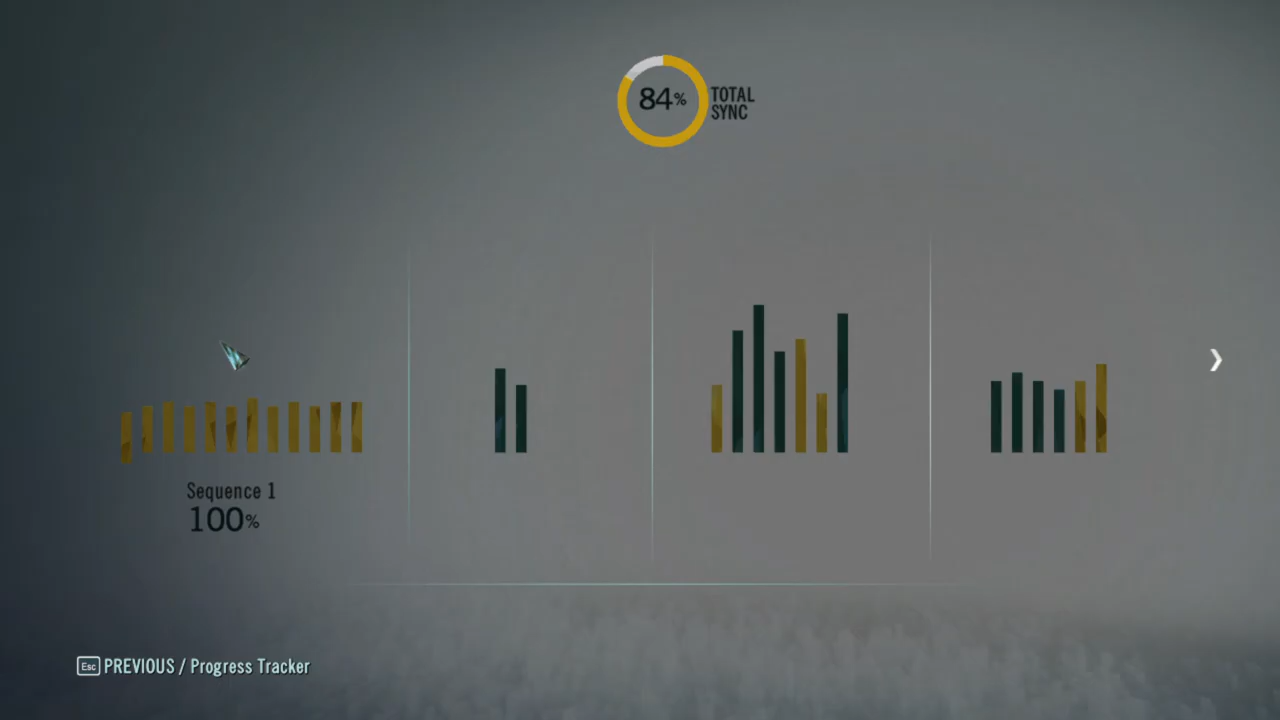 84%
TOTAL
SYNC
Sequence 1
100%
Esc PREVIOUS / Progress Tracker